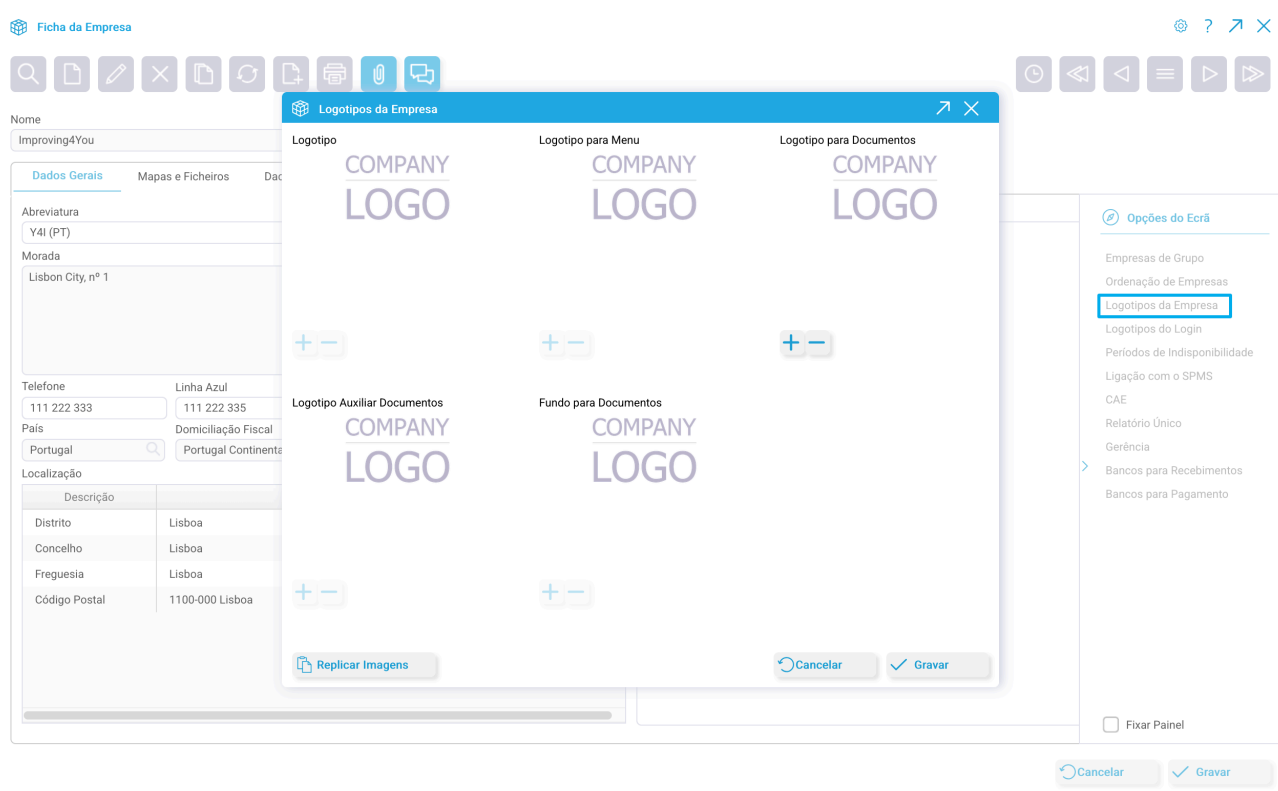 Ficha da Empresa
?
Nome
Improving4You
Logotipos da Empresa
Dados Gerais
Mapas e Ficheiros
Abreviatura
Y4I (PT)
Morada
Lisbon City, nº 1
Telefone
Linha Azul
111 222 333
111 222 335
País
Domiciliação Fiscal
Portugal
Localização
Descrição
Distrito
Lisboa
Concelho
Lisboa
Freguesia
Lisboa
Código Postal
1100-000 Lisboa
Logotipo
Logotipo para Menu
Logotipo para Documentos
COMPANY
LOGO
COMPANY
LOGO
COMPANY
LOGO
Logotipo Auxiliar Documentos
Fundo para Documentos
COMPANY
LOGO
COMPANY
LOGO
Replicar Imagens
Cancelar
Gravar
Opções do Ecrã
Empresas de Grupo
Ordenação de Empresas
Logotipos da Empresa
Logotipos do Login
Períodos de Indisponibilidade
Ligação com o SPMS
CAE
Relatório Único
Gerência
Bancos para Recebimentos
Bancos para Pagamento
Fixar Painel
Cancelar
Gravar